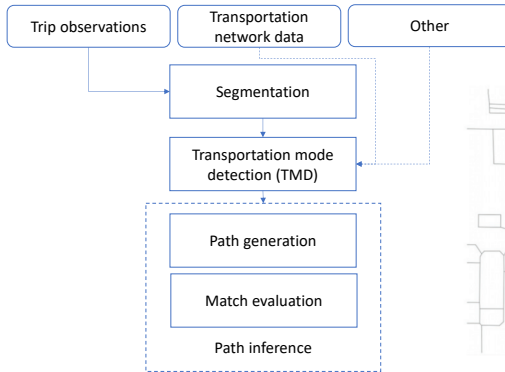 Trip observations
Transportation
network data
Other
Segmentation
Transportation mode
detection (TMD)
Path generation
Match evaluation
Path inference